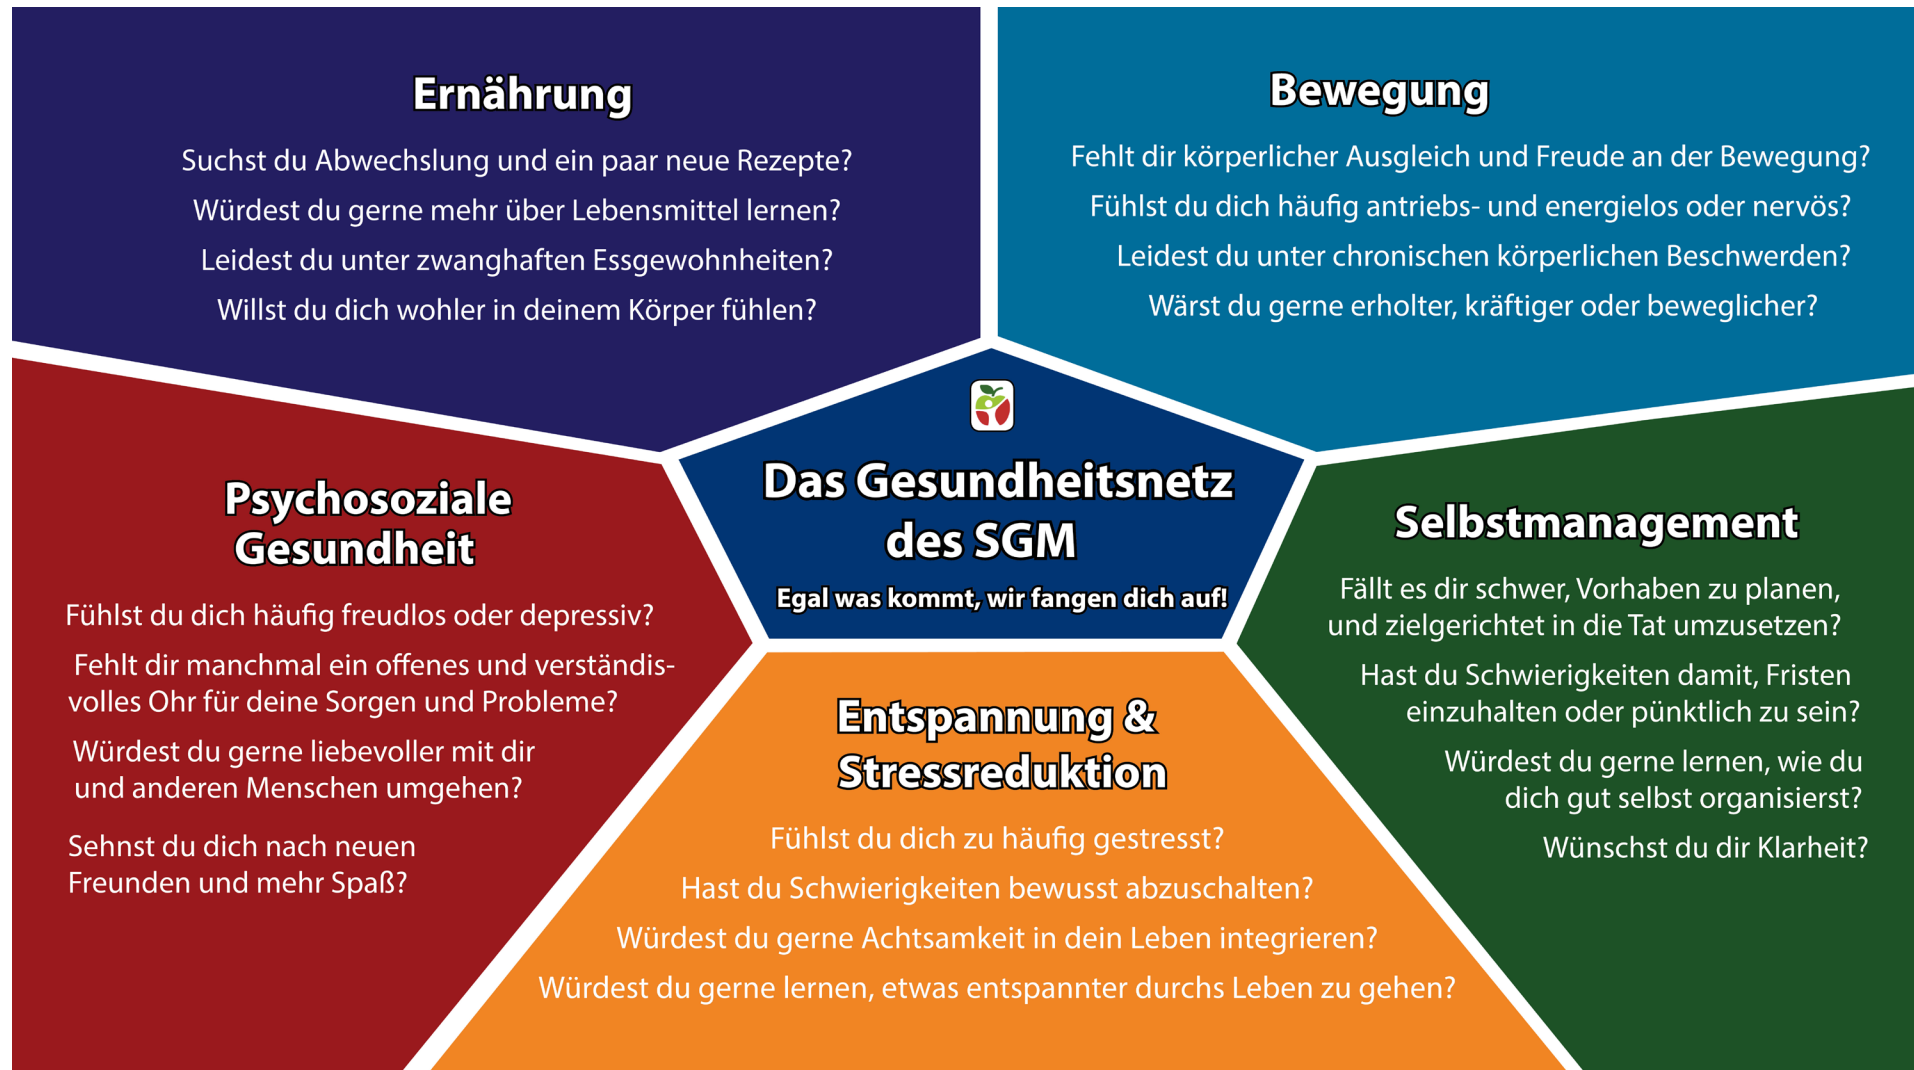 Ernährung
Suchst du Abwechslung und ein paar neue Rezepte?
Würdest du gerne mehr über Lebensmittel lernen?
Leidest du unter zwanghaften Essgewohnheiten?
Willst du dich wohler in deinem Körper fühlen?
Bewegung
Fehlt dir körperlicher Ausgleich und Freude an der Bewegung?
Fühlst du dich häufig antriebs- und energielos oder nervös?
Leidest du unter chronischen körperlichen Beschwerden?
Wärst du gerne erholter, kräftiger oder beweglicher?
Das Gesundheitsnetz
des SGM
Egal was kommt, wir fangen dich auf!
Psychosoziale
Gesundheit
Fühlst du dich häufig freudlos oder depressiv?
Fehlt dir manchmal ein offenes und verständis-
volles Ohr für deine Sorgen und Probleme?
Würdest du gerne liebevoller mit dir
und anderen Menschen umgehen?
Sehnst du dich nach neuen
Freunden und mehr Spaß?
Entspannung &
Stressreduktion
Fühlst du dich zu häufig gestresst?
Hast du Schwierigkeiten bewusst abzuschalten?
Würdest du gerne Achtsamkeit in dein Leben integrieren?
Würdest du gerne lernen, etwas entspannter durchs Leben zu gehen?
Selbstmanagement
Fällt es dir schwer, Vorhaben zu planen,
und zielgerichtet in die Tat umzusetzen?
Hast du Schwierigkeiten damit, Fristen
einzuhalten oder pünktlich zu sein?
Würdest du gerne lernen, wie du
dich gut selbst organisierst?
Wünschst du dir Klarheit?